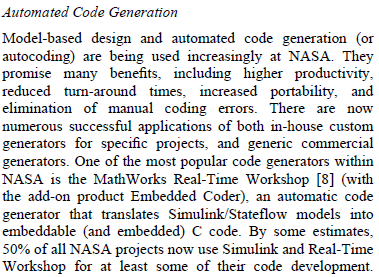 Automated Code Generation
Model-based design and automated code generation (or
autocoding) are being used increasingly at NASA. They
promise many benefits, including higher productivity,
reduced turn-around times, increased portability, and
elimination of manual coding errors. There are now
numerous successful applications of both in-house custom
generators for specific projects, and generic commercial
generators. One of the most popular code generators within
NASA is the MathWorks Real-Time Workshop [8] (with
the add-on product Embedded Coder), an automatic code
generator that translates Simulink/Stateflow models into
embeddable (and embedded) C code. By some estimates,
50% of all NASA projects now use Simulink and Real-Time
Workshop for at least some of their code development.